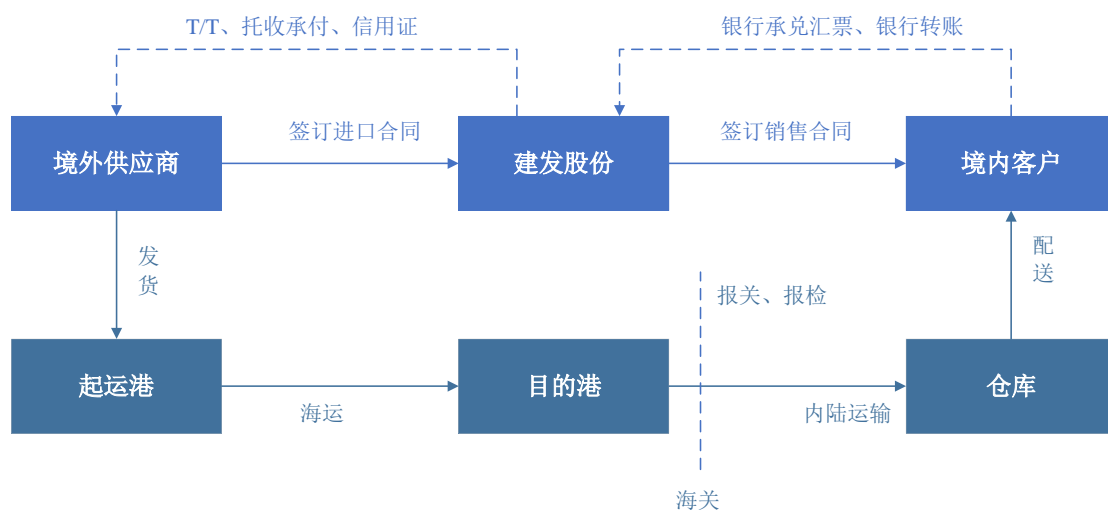 T/T、托收承付、信用证
银行承兑汇票、银行转账
境外供应商
签订进口合同
建发股份
签订销售合同
境内客户
发
货
配
送
报关、报检
起运港
海运
目的港
内陆运输
仓库
海关